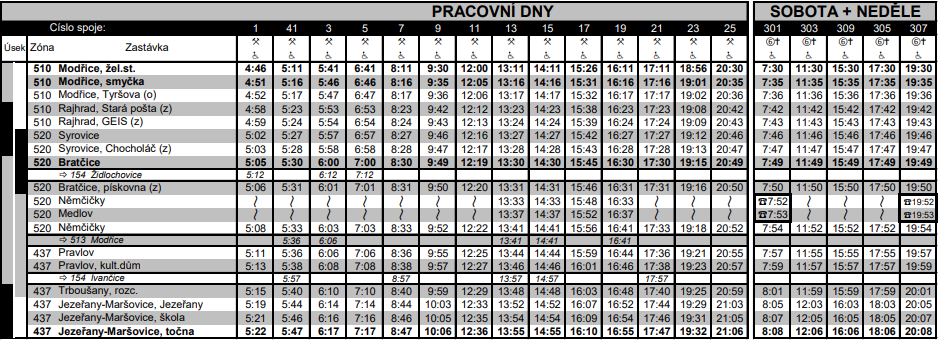 PRACOVNÍ DNY SOBOTA + NEDĚLE
Číslo spoje: 1 41 3 5 7 9 11 13 15 17 19 21 23 25 301 303 309 305 307
Úsek Zóna Zastávka
510 Modřice, žel.st. 4:46 5:11 5:41 6:41 8:11 9:30 12:00 13:11 14:11 15:26 16:11 17:11 18:56 20:30 7:30 11:30 15:30 17:30 19:30
510 Modřice, smyčka 4:51 5:16 5:46 6:46 8:16 9:35 12:05 13:16 14:16 15:31 16:16 17:16 19:01 20:35 7:35 11:35 15:35 17:35 19:35
510 Modřice, Tyršova (o) 4:52 5:17 5:47 6:47 8:17 9:36 12:06 13:17 14:17 15:32 16:17 17:17 19:02 20:36 7:36 11:36 15:36 17:36 19:36
510 Rajhrad, Stará pošta (z) 4:58 5:23 5:53 6:53 8:23 9:42 12:12 13:23 14:23 15:38 16:23 17:23 19:08 20:42 7:42 11:42 15:42 17:42 19:42
510 Rajhrad, GEIS (z) 4:59 5:24 5:54 6:54 8:24 9:43 12:13 13:24 14:24 15:39 16:24 17:24 19:09 20:43 7:43 11:43 15:43 17:43 19:43
520 Syrovice 5:02 5:27 5:57 6:57 8:27 9:46 12:16 13:27 14:27 15:42 16:27 17:27 19:12 20:46 7:46 11:46 15:46 17:46 19:46
520 Syrovice, Chocholáč (z) 5:03 5:28 5:58 6:58 8:28 9:47 12:17 13:28 14:28 15:43 16:28 17:28 19:13 20:47 7:47 11:47 15:47 17:47 19:47
520 Bratčice 5:05 5:30 6:00 7:00 8:30 9:49 12:19 13:30 14:30 15:45 16:30 17:30 19:15 20:49 7:49 11:49 15:49 17:49 19:49
⇨ 154 Židlochovice 5:12 6:12 7:12
520 Bratčice, pískovna (z) 5:06 5:31 6:01 7:01 8:31 9:50 12:20 13:31 14:31 15:46 16:31 17:31 19:16 20:50 7:50 11:50 15:50 17:50 19:50
520 Němčičky 13:33 14:33 15:48 16:33 ☎7:52 ☎19:52
520 Medlov 13:37 14:37 15:52 16:37 ☎7:53 ☎19:53
520 Němčičky 5:08 5:33 6:03 7:03 8:33 9:52 12:22 13:41 14:41 15:56 16:41 17:33 19:18 20:52 7:54 11:52 15:52 17:52 19:54
⇨ 513 Modřice 5:36 6:06 13:41 14:41 16:41
437 Pravlov 5:11 5:36 6:06 7:06 8:36 9:55 12:25 13:44 14:44 15:59 16:44 17:36 19:21 20:55 7:57 11:55 15:55 17:55 19:57
437 Pravlov, kult.dům 5:13 5:38 6:08 7:08 8:38 9:57 12:27 13:46 14:46 16:01 16:46 17:38 19:23 20:57 7:59 11:57 15:57 17:57 19:59
⇨ 154 Ivančice 5:57 8:57 13:57 14:57 17:57
437 Trboušany, rozc. 5:15 5:40 6:10 7:10 8:40 9:59 12:29 13:48 14:48 16:03 16:48 17:40 19:25 20:59 8:01 11:59 15:59 17:59 20:01
437 Jezeřany-Maršovice, Jezeřany 5:19 5:44 6:14 7:14 8:44 10:03 12:33 13:52 14:52 16:07 16:52 17:44 19:29 21:03 8:05 12:03 16:03 18:03 20:05
437 Jezeřany-Maršovice, škola 5:21 5:46 6:16 7:16 8:46 10:05 12:35 13:54 14:54 16:09 16:54 17:46 19:31 21:05 8:07 12:05 16:05 18:05 20:07
437 Jezeřany-Maršovice, točna 5:22 5:47 6:17 7:17 8:47 10:06 12:36 13:55 14:55 16:10 16:55 17:47 19:32 21:06 8:08 12:06 16:06 18:06 20:08